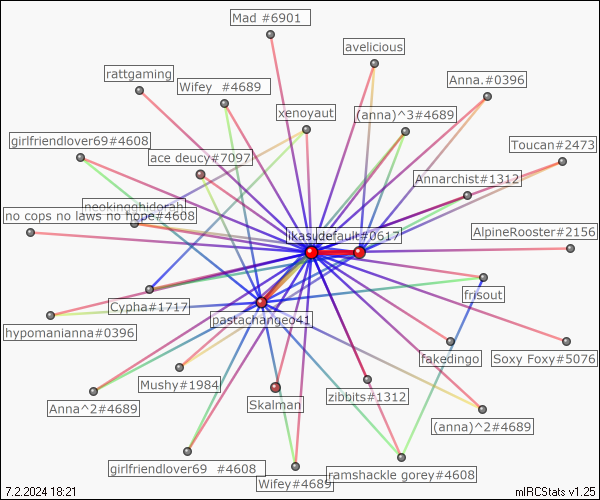 Mad #6901
avelicious
rattgaming
Wifey  #4689
Anna.#0396
xenoyaut
(anna)^3#4689
girlfriendlover69#4608
Toucan#2473
ace deucy#7097
Annarchist#1312
neokingghidorah
no cops no laws no hope#4608
default#0617
AlpineRooster#2156
frisout
Cypha#1717
pastachange041
hypomanianna#0396
fakedingo
Soxy Foxy#5076
Mushy#1984
zibbits#1312
Anna^2#4689
Skalman
(anna)^2#4689
girlfriendlover69  #4608
ramshackle gorey#4608
Wifey#4689
7.2.2024 18:21
mIRCStats v1.25